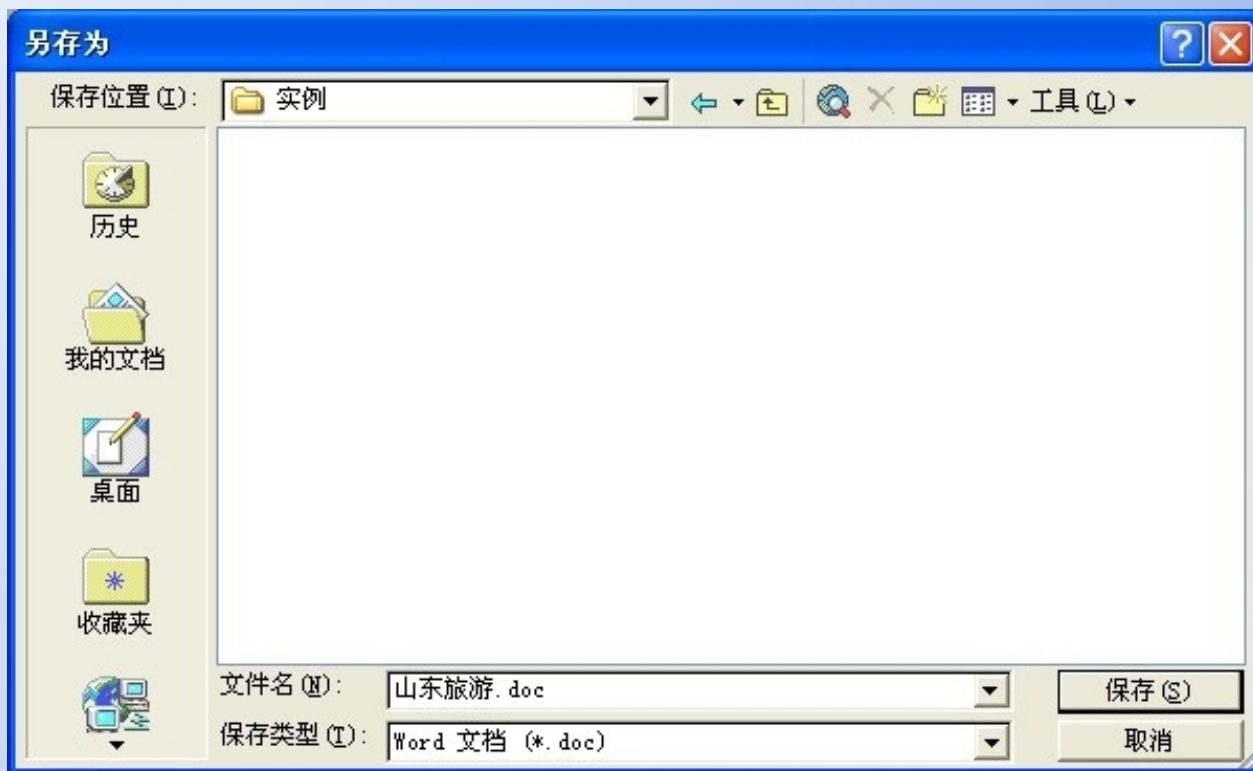 另存为
保存位置(I):
实例
工具(L)
历史
我的文档
桌面
收藏夹
文件名(N):
山东旅游.doc
保存(S)
保存类型(T):
Word 文档 (*.doc)
取消